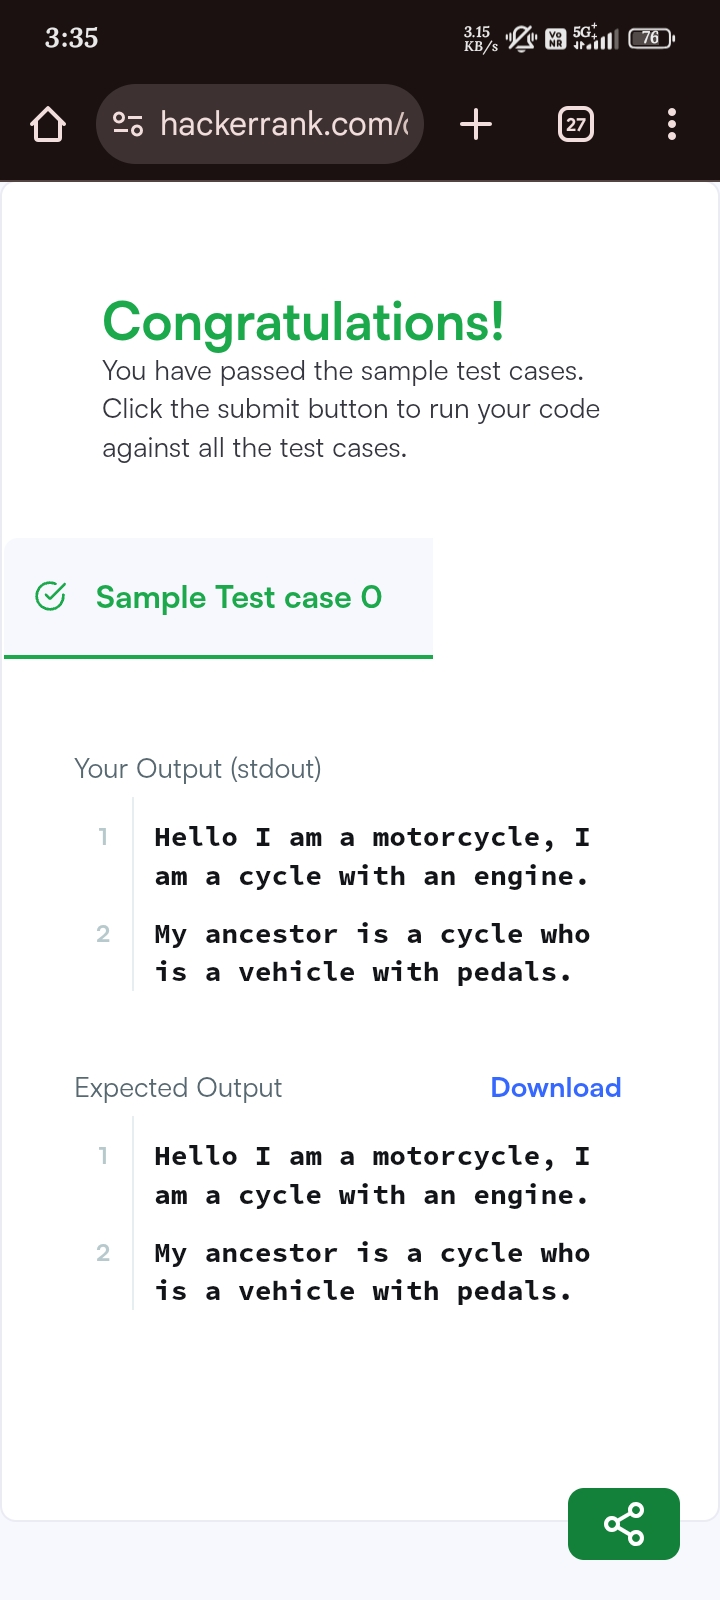 3:35
3.15
KB/s
Vo
NR
5G+
76
hackerrank.com/
27
Congratulations!
You have passed the sample test cases.
Click the submit button to run your code
against all the test cases.
Sample Test case 0
Your Output (stdout)
1 Hello I am a motorcycle, I
am a cycle with an engine.
2 My ancestor is a cycle who
is a vehicle with pedals.
Expected Output Download
1 Hello I am a motorcycle, I
am a cycle with an engine.
2 My ancestor is a cycle who
is a vehicle with pedals.